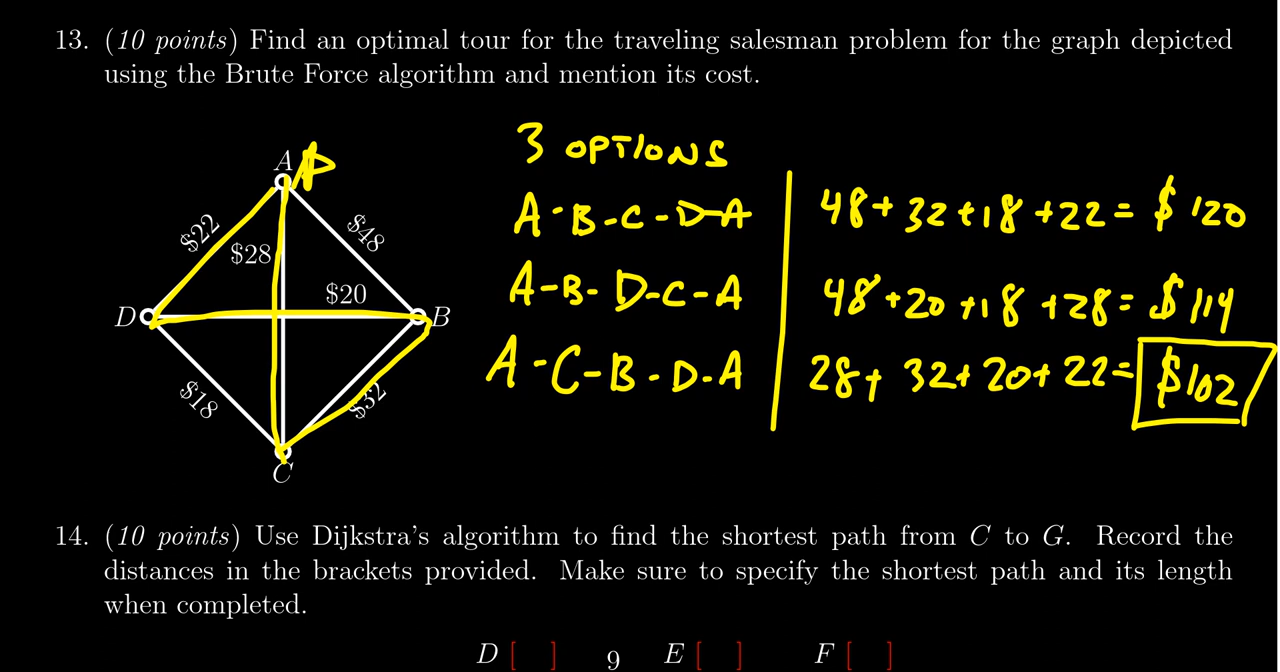 13. (10 points) Find an optimal tour for the traveling salesman problem for the graph depicted
using the Brute Force algorithm and mention its cost.
3 OPTIONS
A A
$22
$48
$28
A-B-C-D-A
48+32+18+22= $120
$20
A-B-D-C-A
48+20+18+28= $114
D
B
A-C-B-D-A
28+32+20+22= $102
$18
$32
C
14. (10 points) Use Dijkstra's algorithm to find the shortest path from C to G. Record the
distances in the brackets provided. Make sure to specify the shortest path and its length
when completed.
D [ ] 9 E [ ] F [ ]